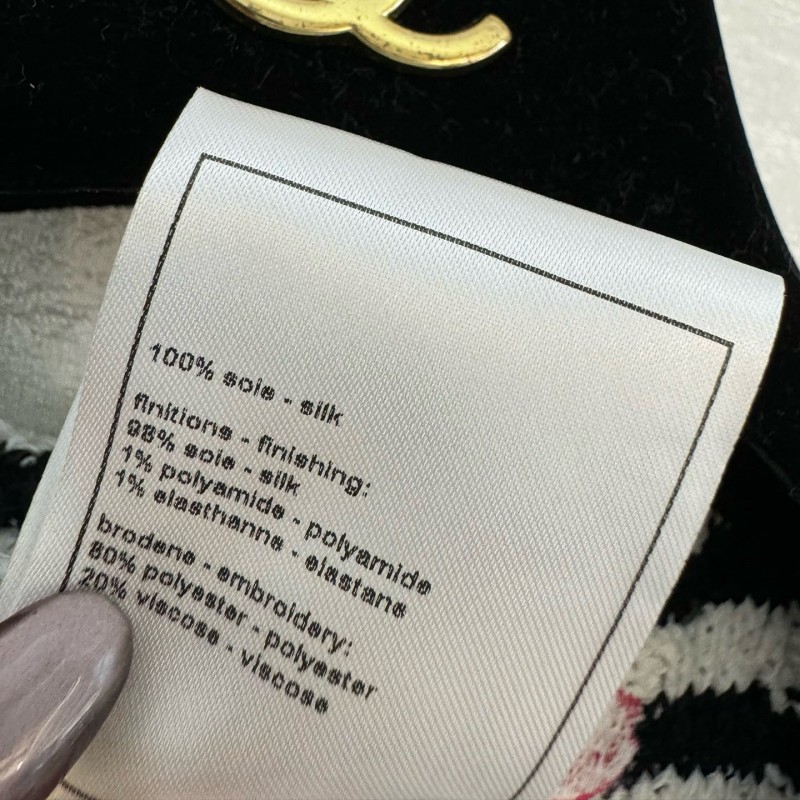 100% soie - silk
finitions - finishing:
98% soie - silk
1% polyamide - polyamide
1% elasthanne - elastane
broderie - embroidery:
80% polyester - polyester
20% viscose - viscose